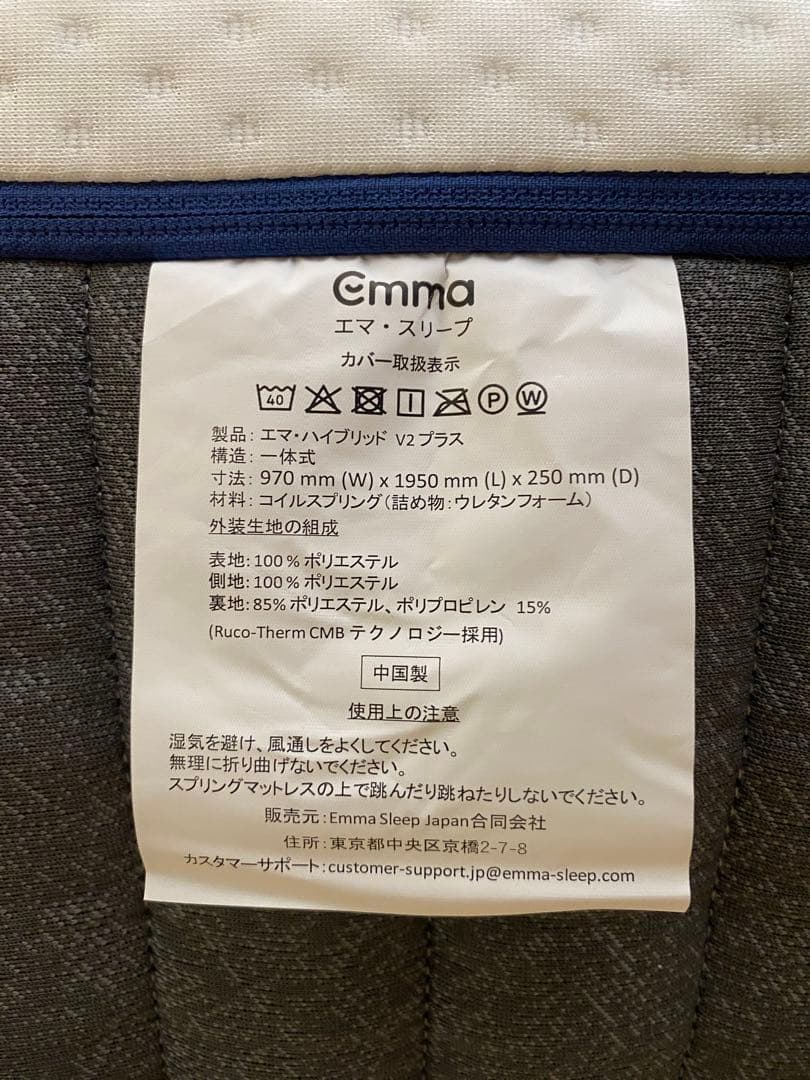 emma
エマ・スリープ
カバー取扱表示
40 P W
製品: エマ・ハイブリッド V2 プラス
構造: 一体式
寸法: 970 mm (W) x 1950 mm (L) x 250 mm (D)
材料: コイルスプリング(詰め物:ウレタンフォーム)
外装生地の組成
表地: 100 % ポリエステル
側地: 100 % ポリエステル
裏地: 85% ポリエステル、ポリプロピレン 15%
(Ruco-Therm CMB テクノロジー採用)
中国製
使用上の注意
湿気を避け、風通しをよくしてください。
無理に折り曲げないでください。
スプリングマットレスの上で跳んだり跳ねたりしないでください。
販売元:Emma Sleep Japan合同会社
住所:東京都中央区京橋2-7-8
カスタマーサポート:customer-support.jp@emma-sleep.com